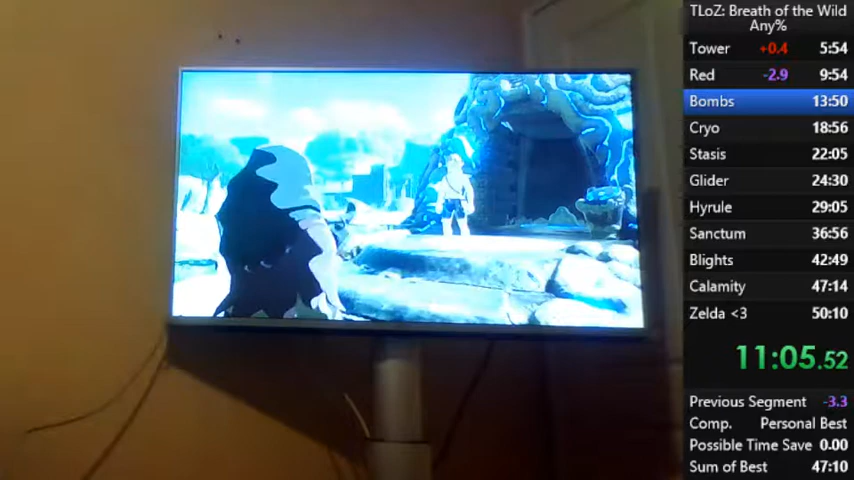 TLoZ: Breath of the Wild
Any%
Tower +0.4 5:54
Red -2.9 9:54
Bombs 13:50
Cryo 18:56
Stasis 22:05
Glider 24:30
Hyrule 29:05
Sanctum 36:56
Blights 42:49
Calamity 47:14
Zelda <3 50:10
11:05.52
Previous Segment -3.3
Comp. Personal Best
Possible Time Save 0.00
Sum of Best 47:10